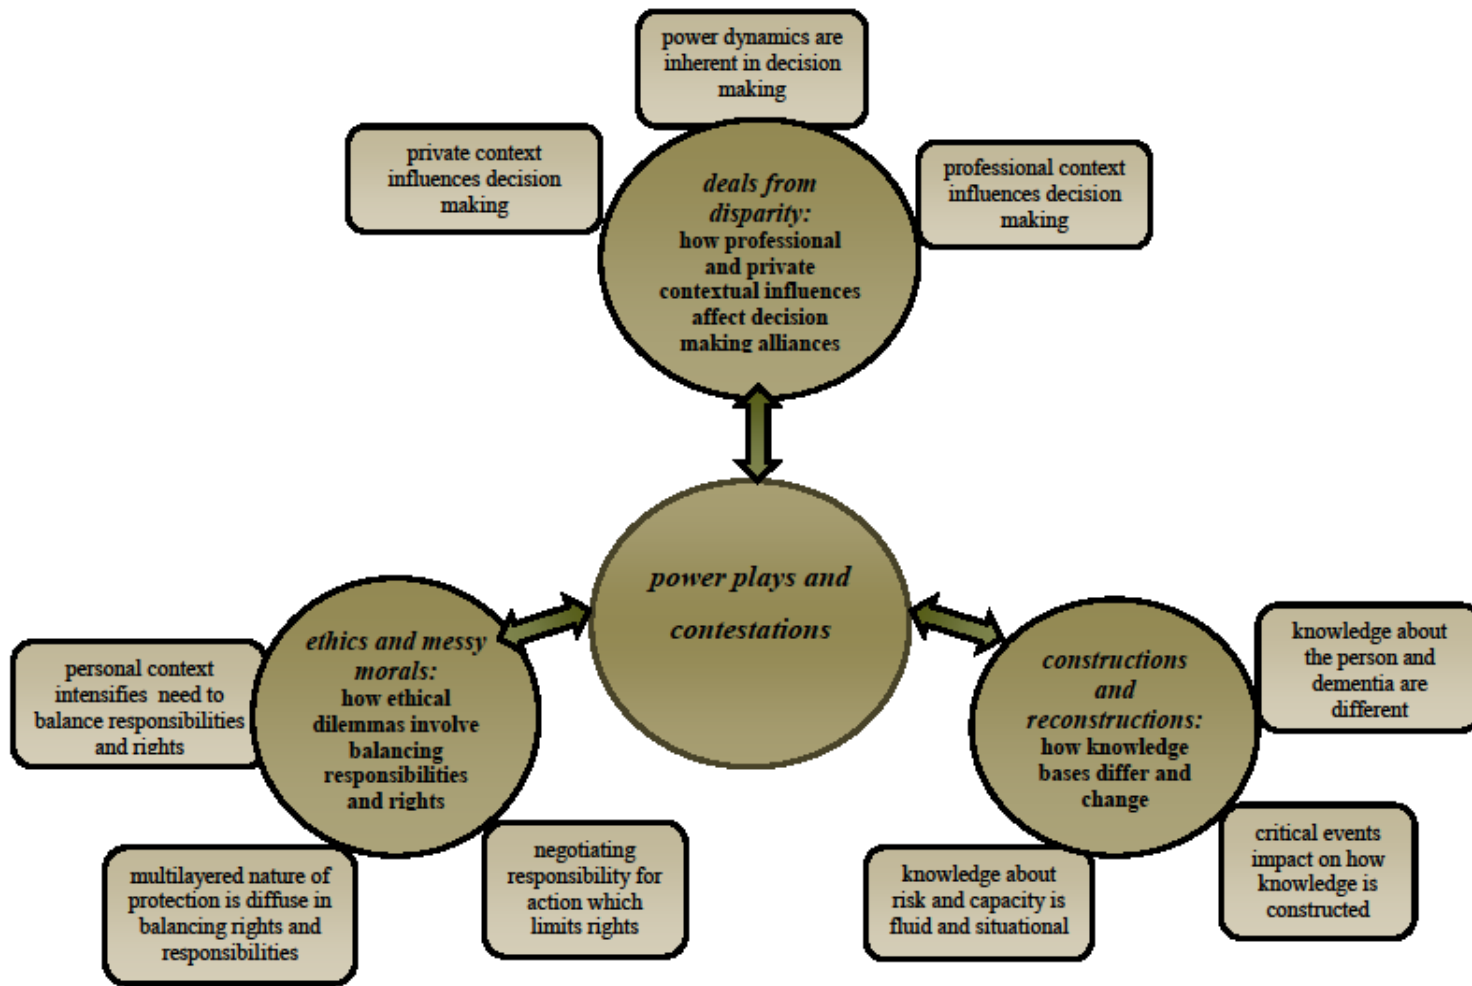 power dynamics are
inherent in decision
making
private context
influences decision
making
professional context
influences decision
making
deals from
disparity:
how professional
and private
contextual influences
affect decision
making alliances
power plays and
contestations
ethics and messy
morals:
how ethical
dilemmas involve
balancing
responsibilities
and rights
personal context
intensifies need to
balance responsibilities
and rights
multilayered nature of
protection is diffuse in
balancing rights and
responsibilities
negotiating
responsibility for
action which
limits rights
constructions
and
reconstructions:
how knowledge
bases differ and
change
knowledge about
the person and
dementia are
different
critical events
impact on how
knowledge is
constructed
knowledge about
risk and capacity is
fluid and situational